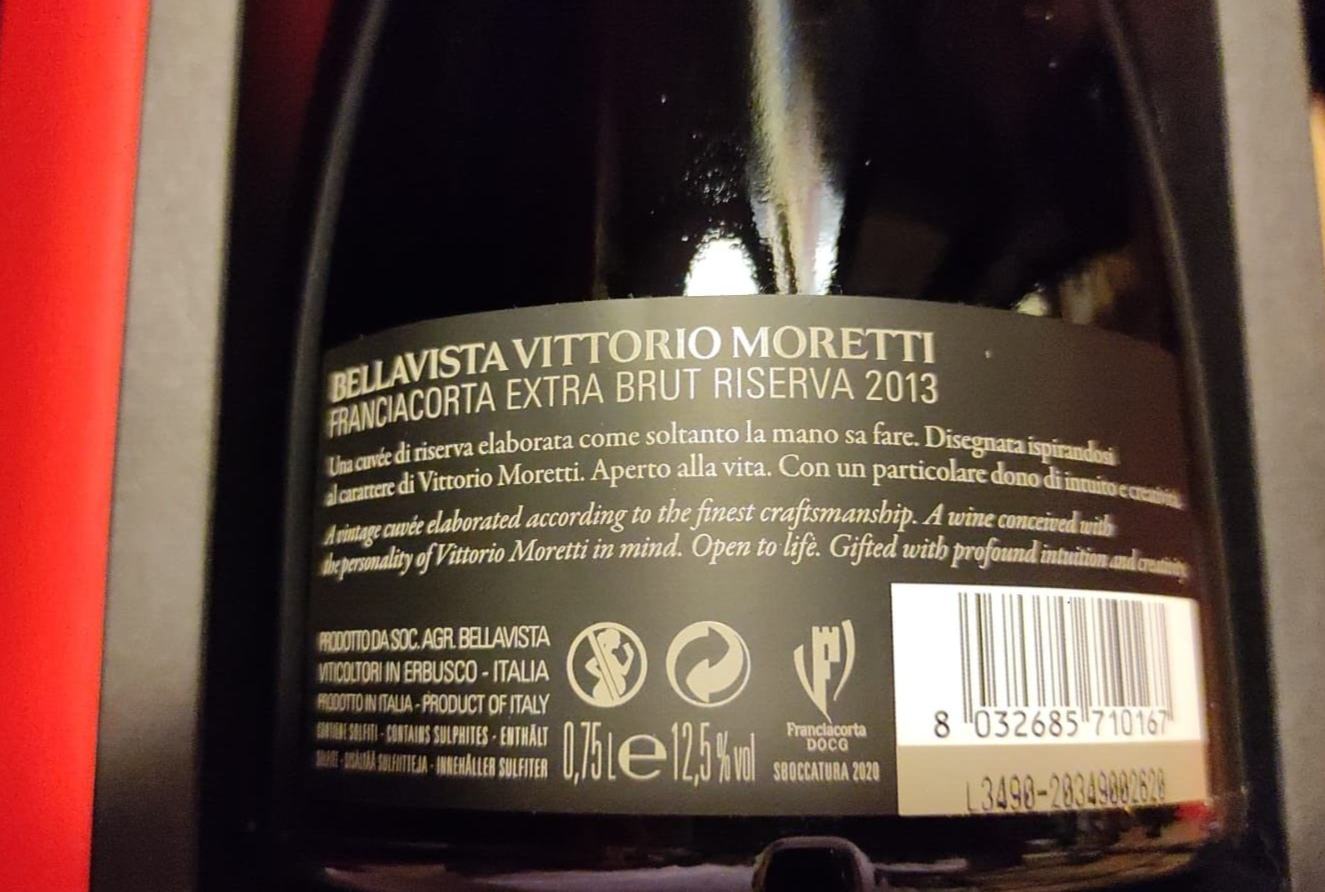 BELLAVISTA VITTORIO MORETTI
FRANCIACORTA EXTRA BRUT RISERVA 2013
Una cuvée di riserva elaborata come soltanto la mano sa fare. Disegnata ispirandosi
al carattere di Vittorio Moretti. Aperto alla vita. Con un particolare dono di intuito e creatività.
A vintage cuvée elaborated according to the finest craftsmanship. A wine conceived with
the personality of Vittorio Moretti in mind. Open to life. Gifted with profound intuition and creativity.
PRODOTTO DA SOC. AGR. BELLAVISTA
VITICOLTORI IN ERBUSCO - ITALIA
PRODOTTO IN ITALIA - PRODUCT OF ITALY
CONTIENE SOLFITI - CONTAINS SULPHITES - ENTHÄLT
SULFITE - SISÄLTÄÄ SULFIITTEJA - INNEHÅLLER SULFITER
0,75 L e 12,5 % vol
Franciacorta
DOCG
SBOCCATURA 2020
8 032685 710167
L3490-20349002620